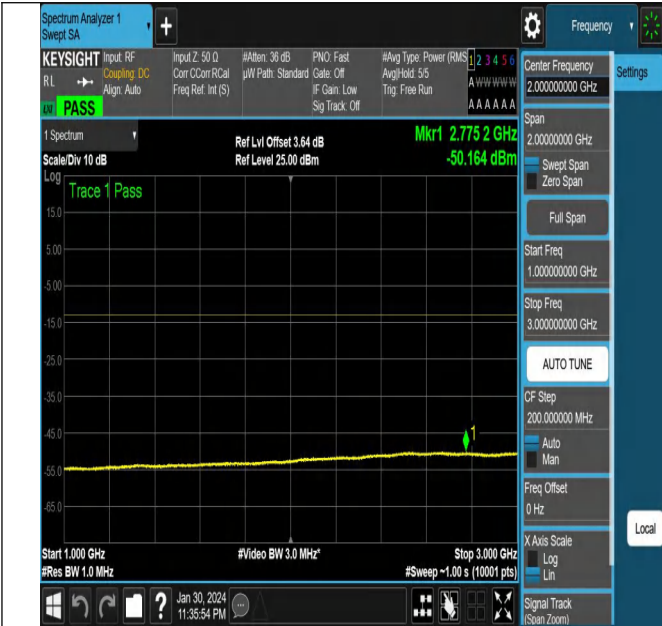 Spectrum Analyzer 1
Swept SA
Frequency
KEYSIGHT
RL
PASS
Input: RF
Coupling: DC
Align: Auto
Input Z: 50 Ω
Corr CCorr RCal
Freq Ref: Int (S)
#Atten: 36 dB
µW Path: Standard
PNO: Fast
Gate: Off
IF Gain: Low
Sig Track: Off
#Avg Type: Power (RMS
Avg|Hold: 5/5
Trig: Free Run
1 2 3 4 5 6
A W W W W W
A A A A A A
1 Spectrum
Scale/Div 10 dB
Log
Ref Lvl Offset 3.64 dB
Ref Level 25.00 dBm
Mkr1 2.775 2 GHz
-50.164 dBm
Trace 1 Pass
15.0
5.00
-5.00
-15.0
-25.0
-35.0
-45.0
-55.0
-65.0
1
Start 1.000 GHz
#Res BW 1.0 MHz
#Video BW 3.0 MHz*
Stop 3.000 GHz
#Sweep ~1.00 s (10001 pts)
Jan 30, 2024
11:35:54 PM
Center Frequency
2.000000000 GHz
Span
2.00000000 GHz
Swept Span
Zero Span
Full Span
Start Freq
1.000000000 GHz
Stop Freq
3.000000000 GHz
AUTO TUNE
CF Step
200.000000 MHz
Auto
Man
Freq Offset
0 Hz
X Axis Scale
Log
Lin
Signal Track
(Span Zoom)
Settings
Local